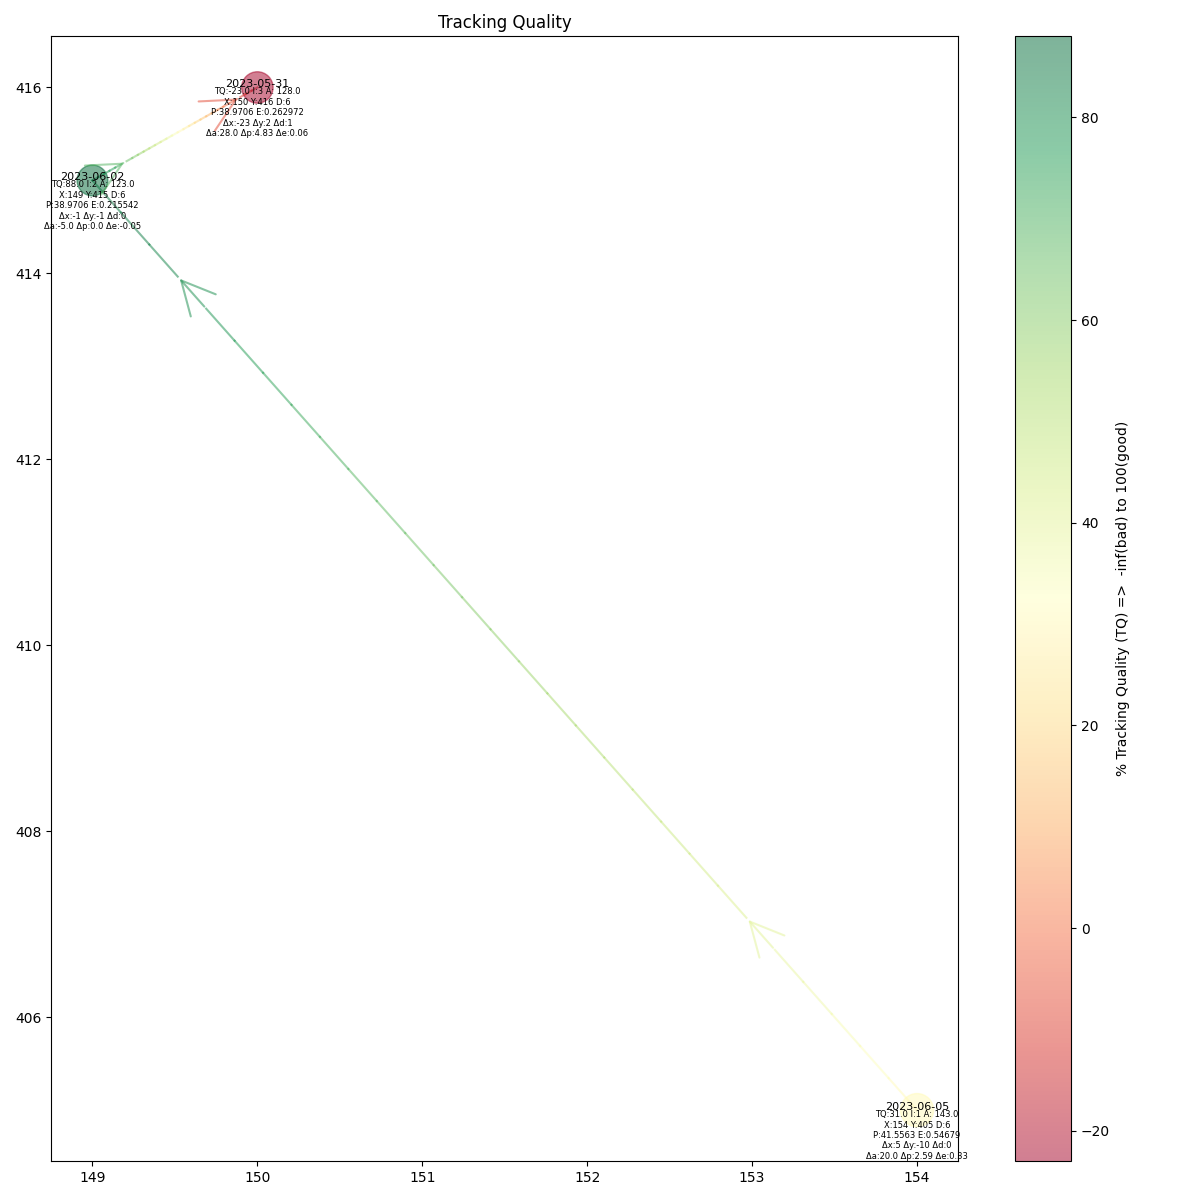 Tracking Quality
416
414
412
410
408
406
149
150
151
152
153
154
2023-05-31
TQ:-23.0 I:3 A: 128.0
X:150 Y:416 D:6
P:38.9706 E:0.262972
Δx:-23 Δy:2 Δd:1
Δa:28.0 Δp:4.83 Δe:0.06
2023-06-02
TQ:88.0 I:2 A: 123.0
X:149 Y:415 D:6
P:38.9706 E:0.215542
Δx:-1 Δy:-1 Δd:0
Δa:-5.0 Δp:0.0 Δe:-0.05
2023-06-05
TQ:31.0 I:1 A: 143.0
X:154 Y:405 D:6
P:41.5563 E:0.54679
Δx:5 Δy:-10 Δd:0
Δa:20.0 Δp:2.59 Δe:0.33
80
60
40
20
0
−20
% Tracking Quality (TQ) => -inf(bad) to 100(good)